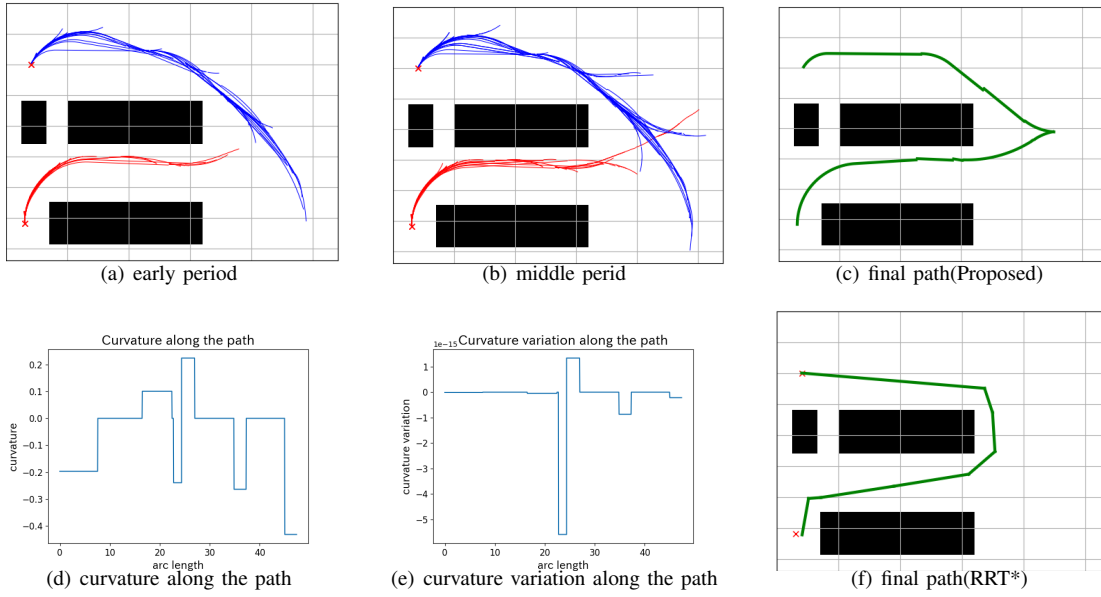 (a) early period
(b) middle perid
(c) final path(Proposed)
Curvature along the path
0.2
0.1
0.0
−0.1
−0.2
−0.3
−0.4
curvature
0
10
20
30
40
arc length
(d) curvature along the path
1e−15
Curvature variation along the path
1
0
−1
−2
−3
−4
−5
curvature variation
0
10
20
30
40
arc length
(e) curvature variation along the path
(f) final path(RRT*)